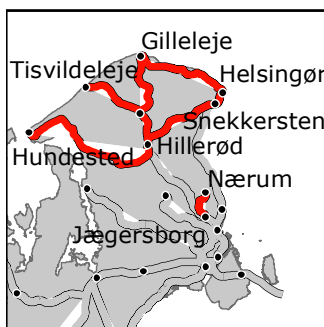 Gilleleje
Tisvildeleje
Helsingør
Snekkersten
Hundested
Hillerød
Nærum
Jægersborg